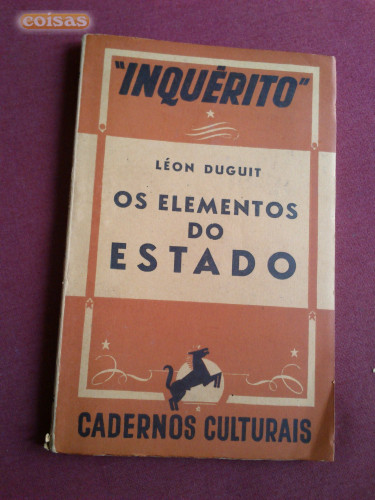 coisas
"INQUÉRITO"
LÉON DUGUIT
OS ELEMENTOS
DO
ESTADO
CADERNOS CULTURAIS